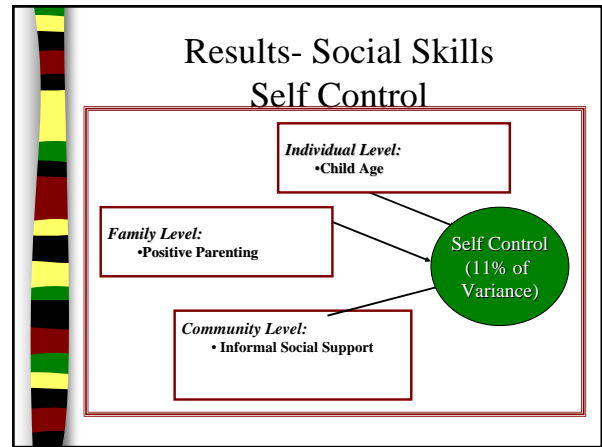 Results- Social Skills
Self Control
Individual Level:
•Child Age
Family Level:
•Positive Parenting
Self Control
(11% of
Variance)
Community Level:
• Informal Social Support